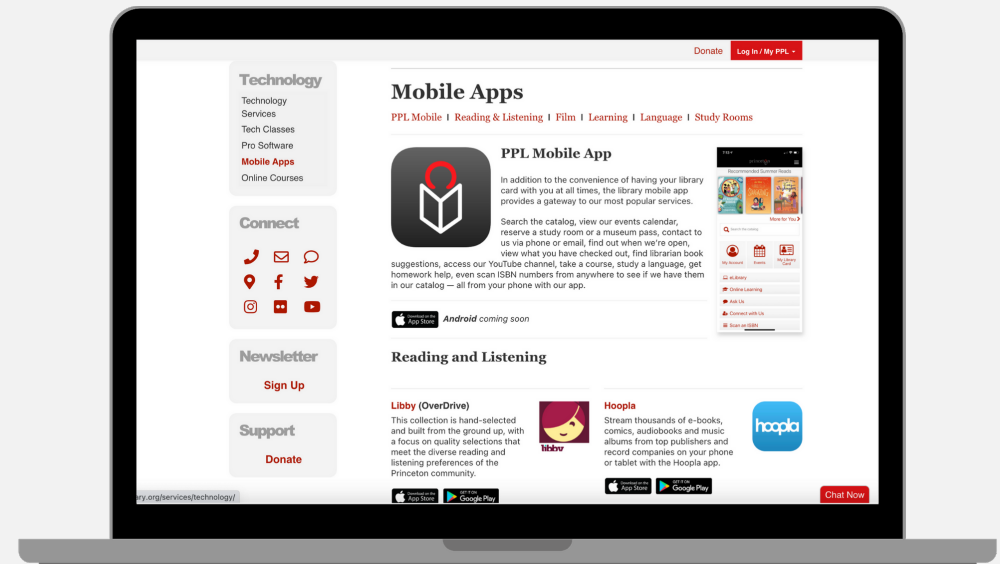 Donate
Log In / My PPL
Technology
Technology
Services
Tech Classes
Pro Software
Mobile Apps
Online Courses
Connect
Newsletter
Sign Up
Support
Donate
ary.org/services/technology/
Mobile Apps
PPL Mobile I Reading & Listening I Film I Learning I Language I Study Rooms
PPL Mobile App
In addition to the convenience of having your library
card with you at all times, the library mobile app
provides a gateway to our most popular services.
Search the catalog, view our events calendar,
reserve a study room or a museum pass, contact to
us via phone or email, find out when we're open,
view what you have checked out, find librarian book
suggestions, access our YouTube channel, take a course, study a language, get
homework help, even scan ISBN numbers from anywhere to see if we have them
in our catalog — all from your phone with our app.
Download on the
App Store
Android coming soon
Recommended Summer Reads
More for You
Search the catalog
My Account
Events
My Library
Card
eLibrary
Online Learning
Ask Us
Connect with Us
Scan an ISBN
Reading and Listening
Libby (OverDrive)
This collection is hand-selected
and built from the ground up, with
a focus on quality selections that
meet the diverse reading and
listening preferences of the
Princeton community.
libby
Download on the
App Store
GET IT ON
Google Play
Hoopla
Stream thousands of e-books,
comics, audiobooks and music
albums from top publishers and
record companies on your phone
or tablet with the Hoopla app.
hoopla
Download on the
App Store
GET IT ON
Google Play
Chat Now